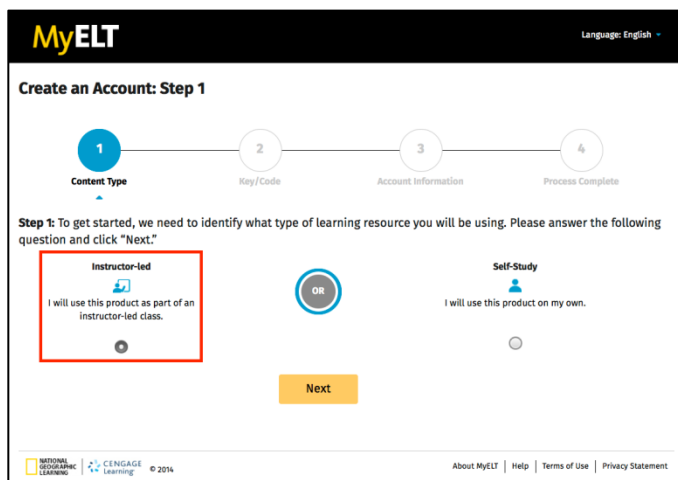 MyELT
Language: English
Create an Account: Step 1
1
2
3
4
Content Type
Key/Code
Account Information
Process Complete
Step 1: To get started, we need to identify what type of learning resource you will be using. Please answer the following
question and click “Next.”
Instructor-led
I will use this product as part of an
instructor-led class.
OR
Self-Study
I will use this product on my own.
Next
NATIONAL
GEOGRAPHIC
LEARNING
CENGAGE
Learning
© 2014
About MyELT | Help | Terms of Use | Privacy Statement